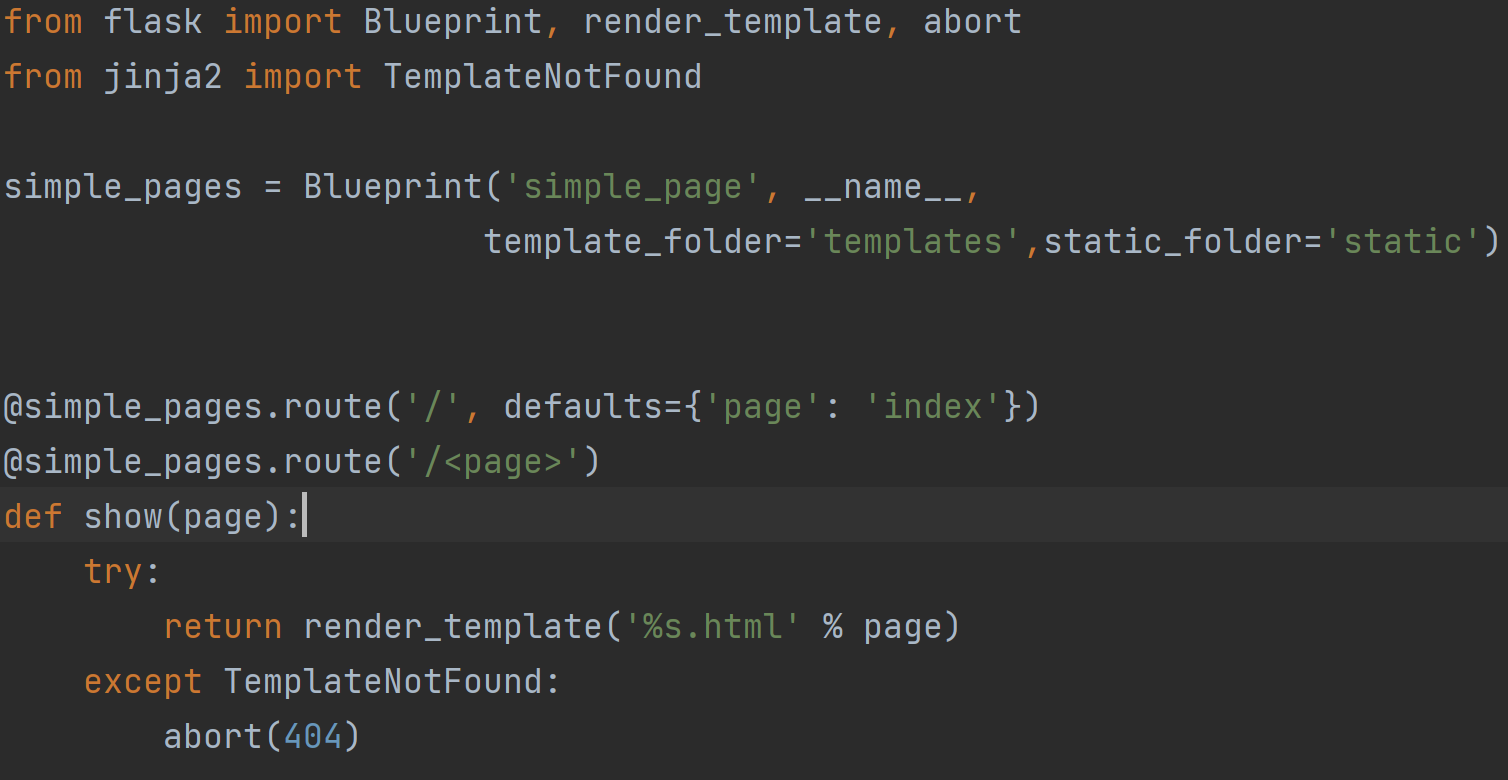 from flask import Blueprint, render_template, abort
from jinja2 import TemplateNotFound
simple_pages = Blueprint('simple_page', __name__,
                        template_folder='templates',static_folder='static')
@simple_pages.route('/', defaults={'page': 'index'})
@simple_pages.route('/<page>')
def show(page):
    try:
        return render_template('%s.html' % page)
    except TemplateNotFound:
        abort(404)